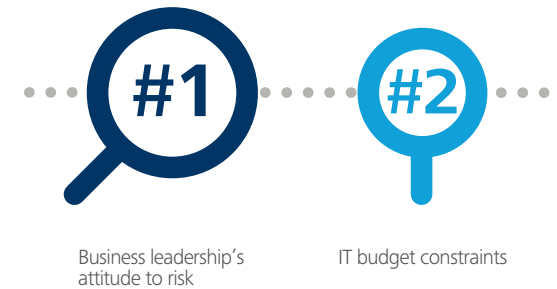 #1
#2
Business leadership's
attitude to risk
IT budget constraints